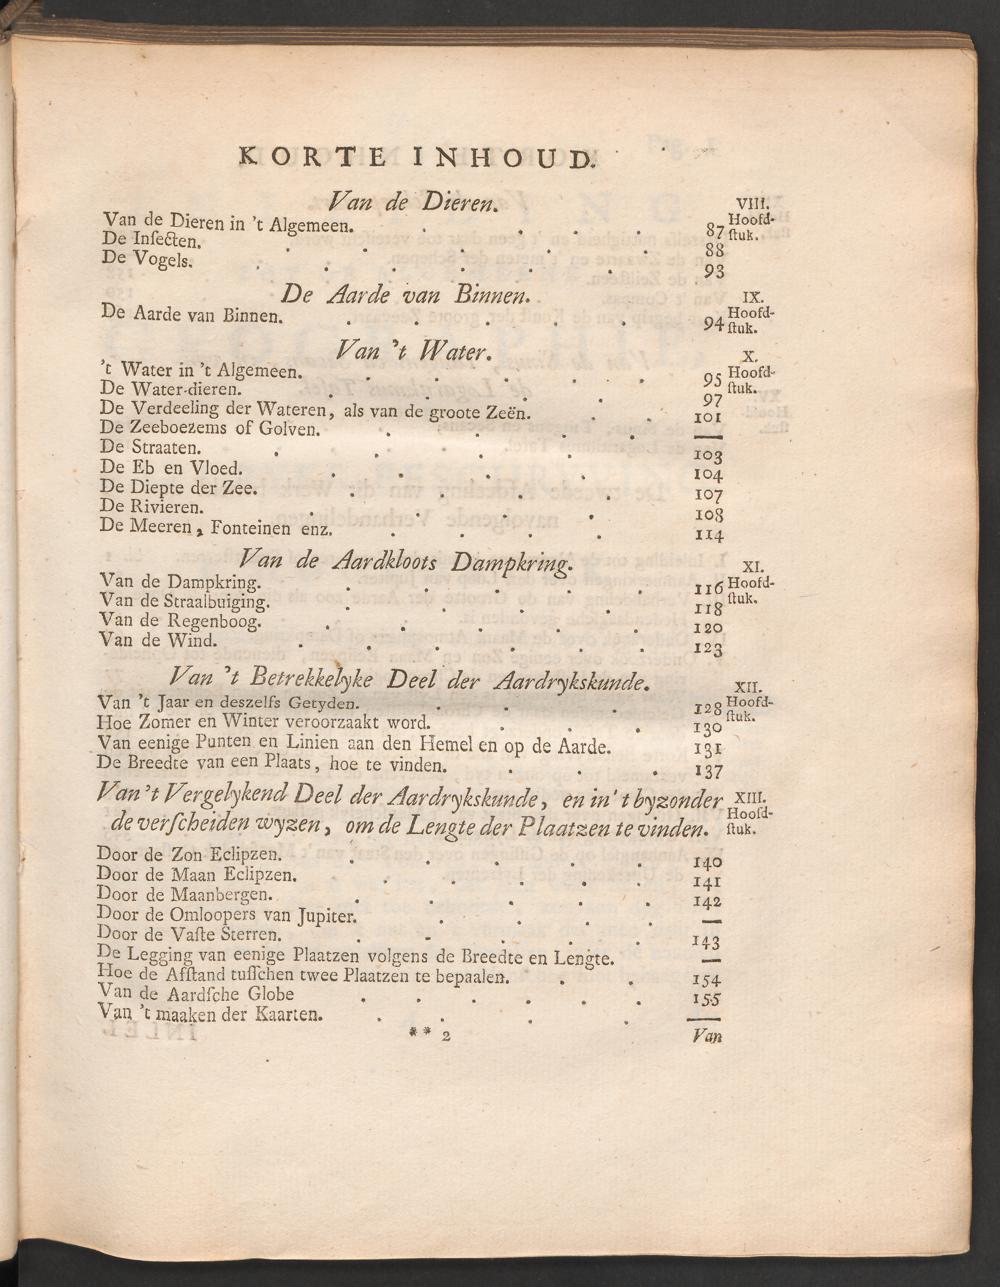 KORTE INHOUD.
Van de Dieren. VIII.
Van de Dieren in 't Algemeen. 87 Hoofd-
De Inſecten. 88 ſtuk.
De Vogels. 93
De Aarde van Binnen. IX.
De Aarde van Binnen. 94 Hoofd-
ſtuk.
Van 't Water. X.
't Water in 't Algemeen. 95 Hoofd-
De Water-dieren. 97 ſtuk.
De Verdeeling der Wateren, als van de groote Zeën. 101
De Zeeboezems of Golven. —
De Straaten. 103
De Eb en Vloed. 104
De Diepte der Zee. 107
De Rivieren. 108
De Meeren, Fonteinen enz. 114
Van de Aardkloots Dampkring. XI.
Van de Dampkring. 116 Hoofd-
Van de Straalbuiging. 118 ſtuk.
Van de Regenboog. 120
Van de Wind. 123
Van 't Betrekkelyke Deel der Aardrykskunde. XII.
Van 't Jaar en deszelfs Getyden. 128 Hoofd-
Hoe Zomer en Winter veroorzaakt word. 130 ſtuk.
Van eenige Punten en Linien aan den Hemel en op de Aarde. 131
De Breedte van een Plaats, hoe te vinden. 137
Van 't Vergelykend Deel der Aardrykskunde, en in 't byzonder XIII.
de verſcheiden wyzen, om de Lengte der Plaatzen te vinden. Hoofd-
ſtuk.
Door de Zon Eclipzen. 140
Door de Maan Eclipzen. 141
Door de Maanbergen. 142
Door de Omloopers van Jupiter. —
Door de Vaſte Sterren. 143
De Legging van eenige Plaatzen volgens de Breedte en Lengte. —
Hoe de Afſtand tuſſchen twee Plaatzen te bepaalen. 154
Van de Aardſche Globe 155
Van 't maaken der Kaarten. —
** 2 Van